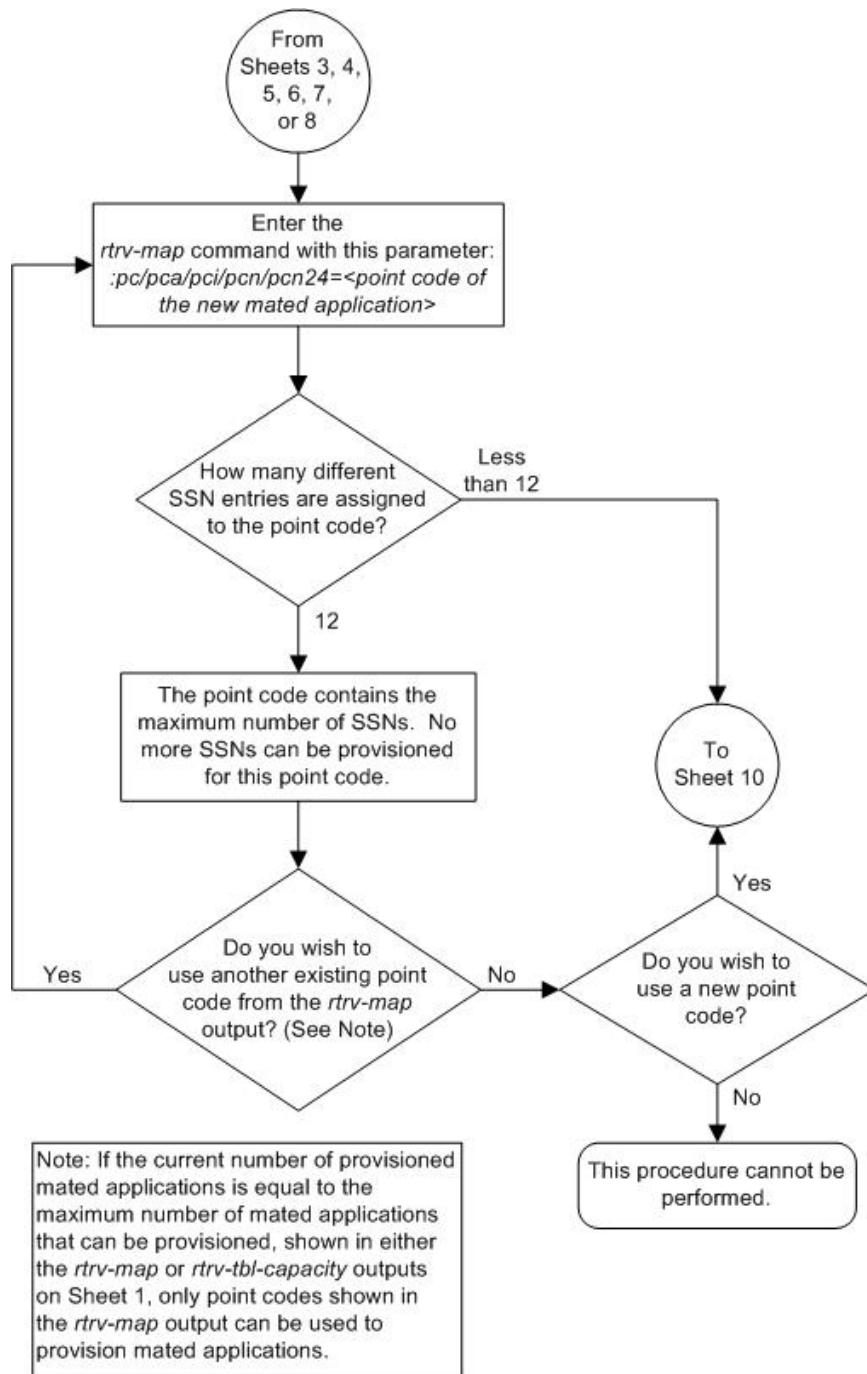 From
Sheets 3, 4,
5, 6, 7,
or 8
Enter the
rtrv-map command with this parameter:
:pc/pca/pci/pcn/pcn24=<point code of
the new mated application>
How many different
SSN entries are assigned
to the point code?
Less
than 12
12
The point code contains the
maximum number of SSNs. No
more SSNs can be provisioned
for this point code.
To
Sheet 10
Yes
Do you wish to
use another existing point
code from the rtrv-map
output? (See Note)
Yes
No
Do you wish to
use a new point
code?
No
This procedure cannot be
performed.
Note: If the current number of provisioned
mated applications is equal to the
maximum number of mated applications
that can be provisioned, shown in either
the rtrv-map or rtrv-tbl-capacity outputs
on Sheet 1, only point codes shown in
the rtrv-map output can be used to
provision mated applications.